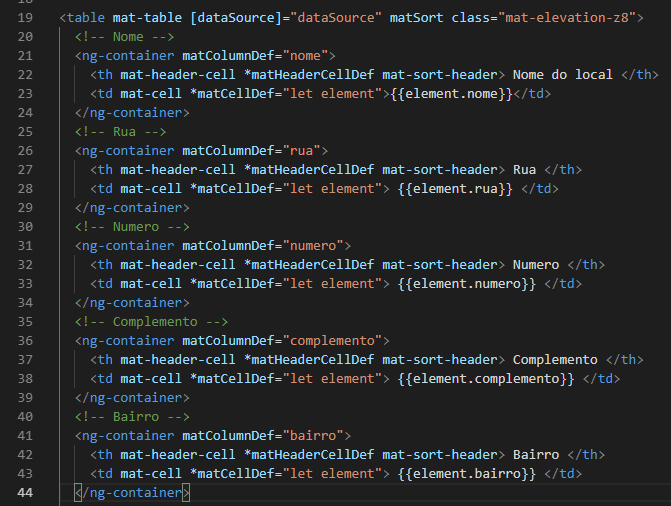 19 <table mat-table [dataSource]="dataSource" matSort class="mat-elevation-z8">
20 <!-- Nome -->
21 <ng-container matColumnDef="nome">
22 <th mat-header-cell *matHeaderCellDef mat-sort-header> Nome do local </th>
23 <td mat-cell *matCellDef="let element">{{element.nome}}</td>
24 </ng-container>
25 <!-- Rua -->
26 <ng-container matColumnDef="rua">
27 <th mat-header-cell *matHeaderCellDef mat-sort-header> Rua </th>
28 <td mat-cell *matCellDef="let element"> {{element.rua}} </td>
29 </ng-container>
30 <!-- Numero -->
31 <ng-container matColumnDef="numero">
32 <th mat-header-cell *matHeaderCellDef mat-sort-header> Numero </th>
33 <td mat-cell *matCellDef="let element"> {{element.numero}} </td>
34 </ng-container>
35 <!-- Complemento -->
36 <ng-container matColumnDef="complemento">
37 <th mat-header-cell *matHeaderCellDef mat-sort-header> Complemento </th>
38 <td mat-cell *matCellDef="let element"> {{element.complemento}} </td>
39 </ng-container>
40 <!-- Bairro -->
41 <ng-container matColumnDef="bairro">
42 <th mat-header-cell *matHeaderCellDef mat-sort-header> Bairro </th>
43 <td mat-cell *matCellDef="let element"> {{element.bairro}} </td>
44 </ng-container>